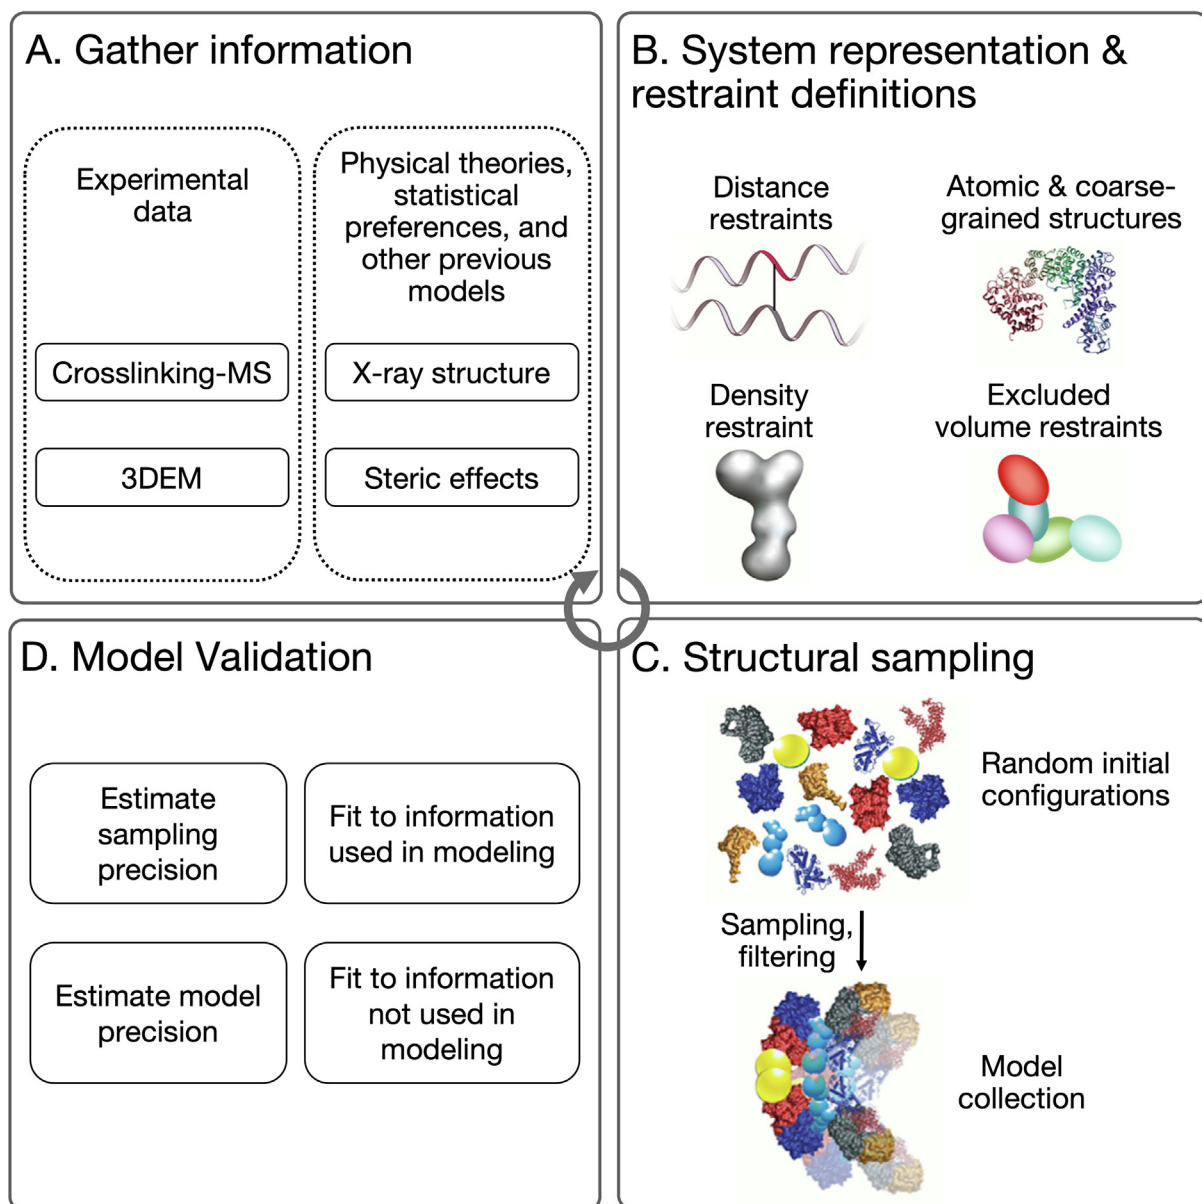 A. Gather information
Experimental
data
Crosslinking-MS
3DEM
Physical theories,
statistical
preferences, and
other previous
models
X-ray structure
Steric effects
B. System representation &
restraint definitions
Distance
restraints
Atomic & coarse-
grained structures
Density
restraint
Excluded
volume restraints
D. Model Validation
Estimate
sampling
precision
Fit to information
used in modeling
Estimate model
precision
Fit to information
not used in
modeling
C. Structural sampling
Random initial
configurations
Sampling,
filtering
Model
collection